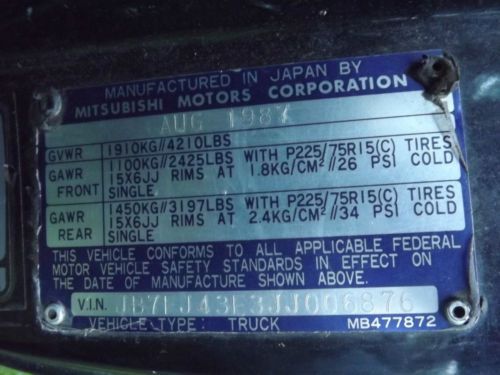 MANUFACTURED IN JAPAN BY
MITSUBISHI MOTORS CORPORATION
AUG 1987
GVWR 1910KG//4210LBS
GAWR FRONT 1100KG//2425LBS WITH P225/75R15(C) TIRES
15X6JJ RIMS AT 1.8KG/CM²//26 PSI COLD
SINGLE
GAWR REAR 1450KG//3197LBS WITH P225/75R15(C) TIRES
15X6JJ RIMS AT 2.4KG/CM²//34 PSI COLD
SINGLE
THIS VEHICLE CONFORMS TO ALL APPLICABLE FEDERAL
MOTOR VEHICLE SAFETY STANDARDS IN EFFECT ON
THE DATE OF MANUFACTURE SHOWN ABOVE.
V.I.N. JB7FJ43E3JJ006876
VEHICLE TYPE: TRUCK MB477872